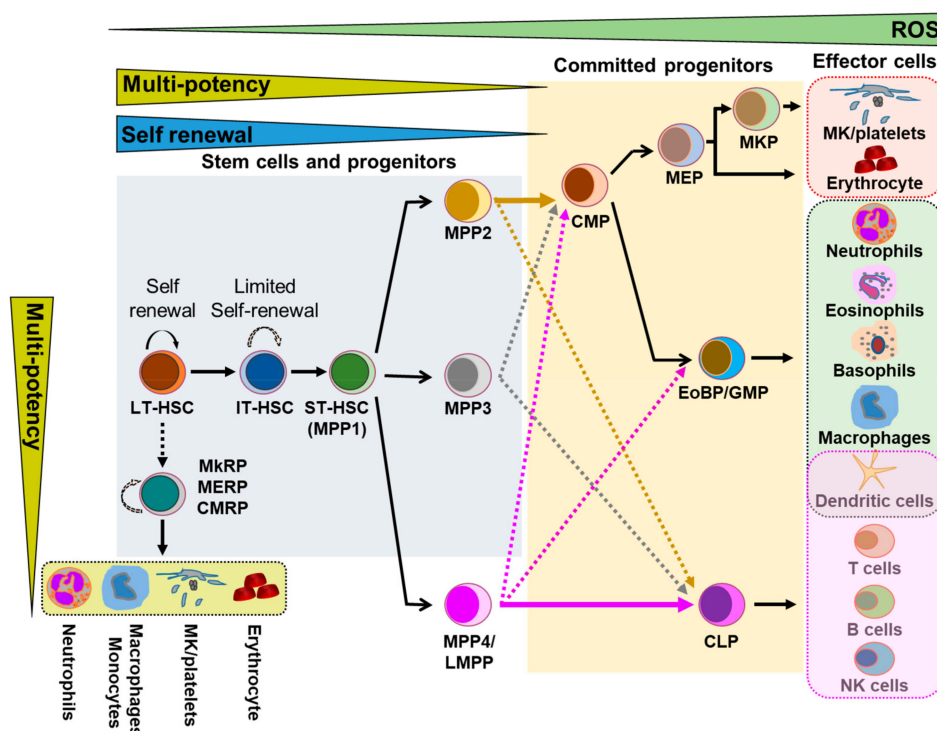 ROS
Multi-potency
Committed progenitors
Effector cells
Self renewal
Stem cells and progenitors
MKP
MK/platelets
MEP
Erythrocyte
CMP
MPP2
Neutrophils
Self
renewal
Limited
Self-renewal
Eosinophils
Multi-potency
Basophils
LT-HSC
IT-HSC
ST-HSC
(MPP1)
MPP3
EoBP/GMP
Macrophages
MkRP
MERP
CMRP
Dendritic cells
T cells
B cells
MPP4/
LMPP
CLP
NK cells
Neutrophils
Macrophages
Monocytes
MK/platelets
Erythrocyte